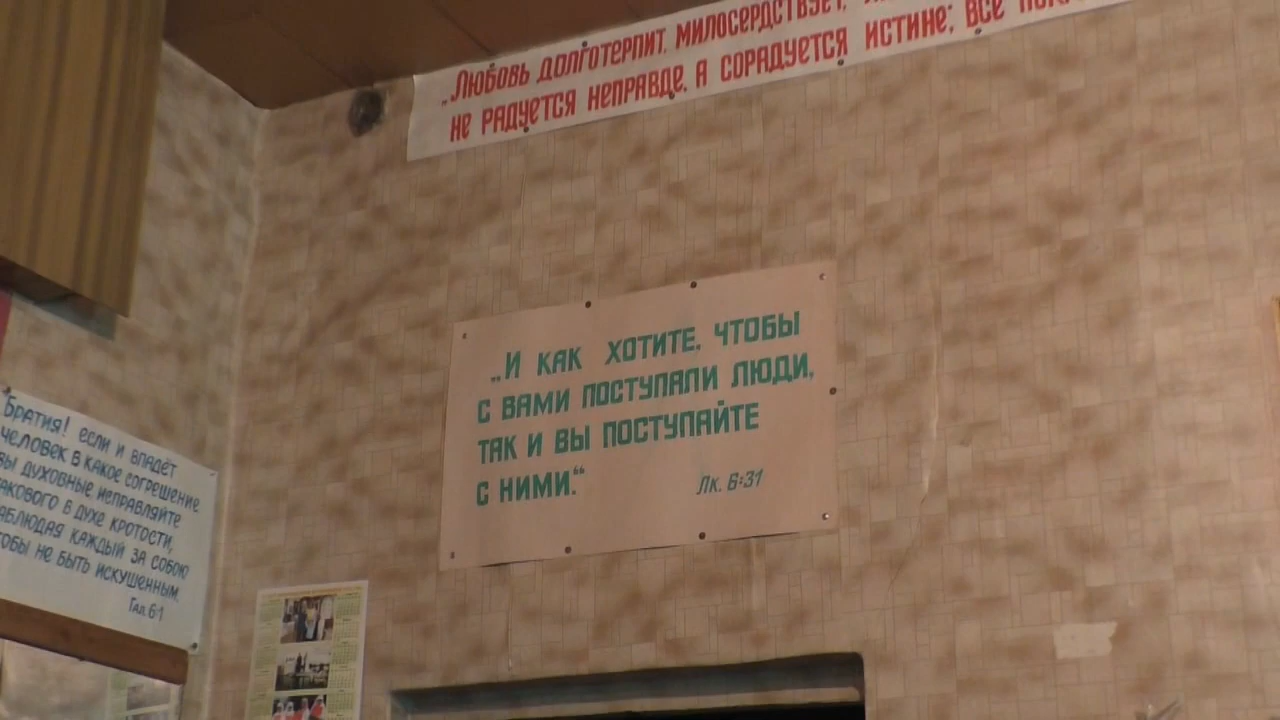 „Любовь долготерпит, милосердствует,
не радуется неправде, а сорадуется истине; все
„И как хотите, чтобы
с вами поступали люди,
так и вы поступайте
с ними.“
Лк. 6:31
"Братия! если и впадёт
человек в какое согрешение
вы духовные исправляйте
такового в духе кротости,
наблюдая каждый за собою
чтобы не быть искушенным.
Гал. 6:1